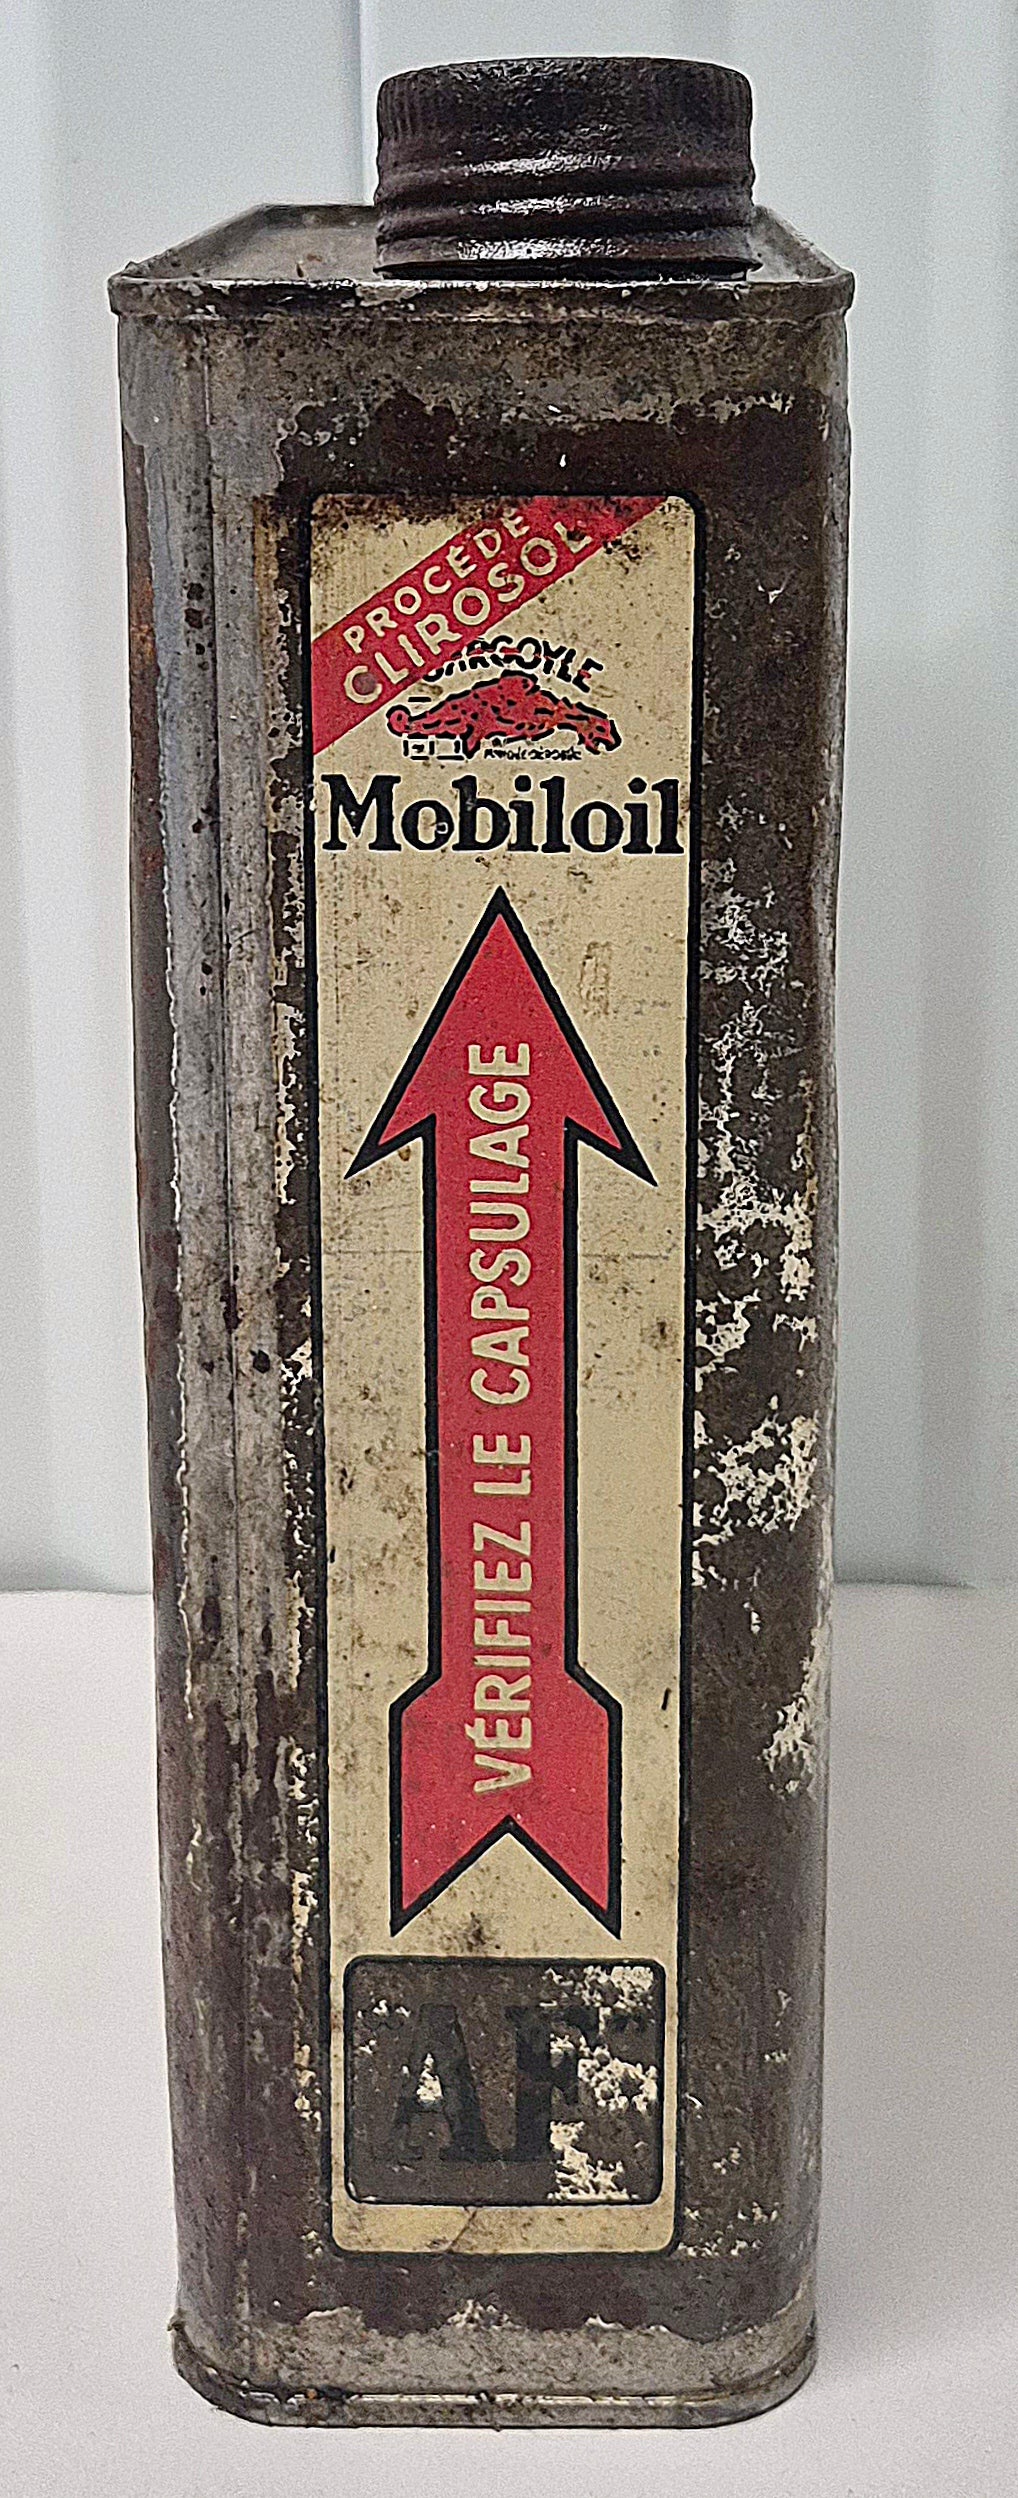 PROCÉDÉ
CLIROSOL
GARGOYLE
Mobiloil
VÉRIFIEZ LE CAPSULAGE
AF